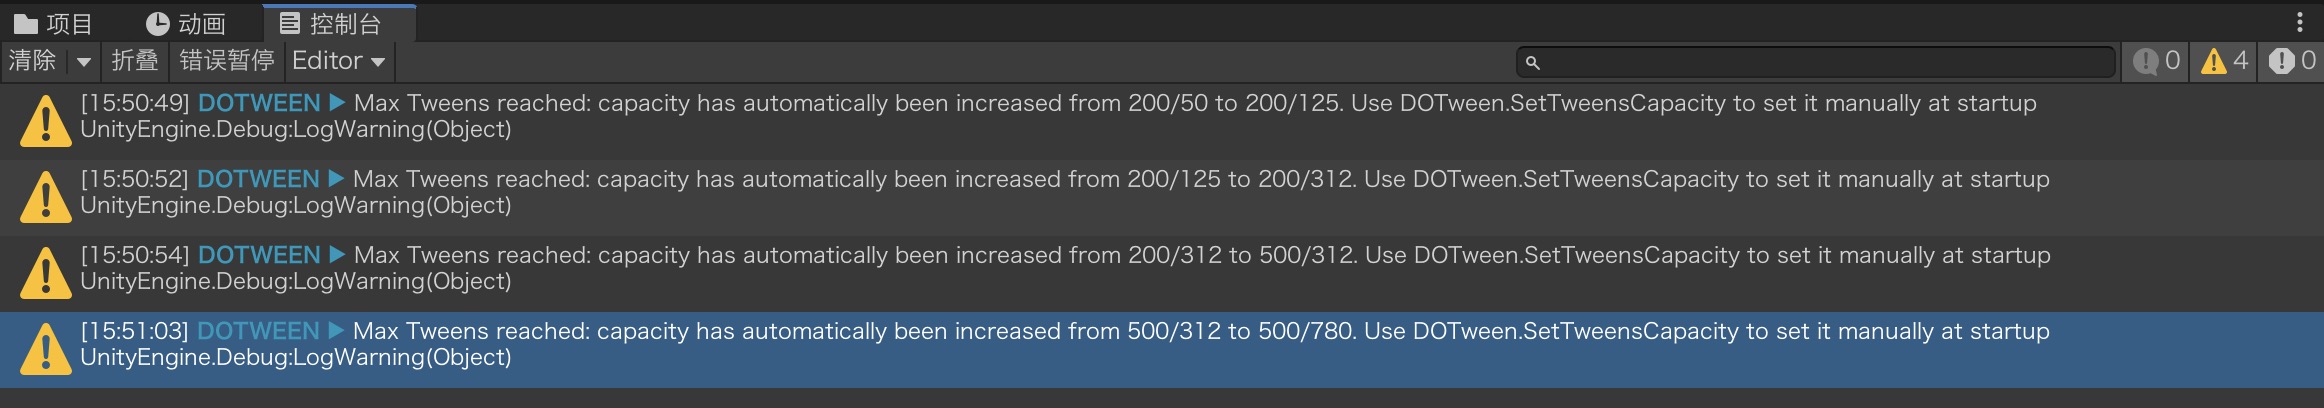 项目 动画 控制台
清除 折叠 错误暂停 Editor 0 4 0
[15:50:49] DOTWEEN ► Max Tweens reached: capacity has automatically been increased from 200/50 to 200/125. Use DOTween.SetTweensCapacity to set it manually at startup
UnityEngine.Debug:LogWarning(Object)
[15:50:52] DOTWEEN ► Max Tweens reached: capacity has automatically been increased from 200/125 to 200/312. Use DOTween.SetTweensCapacity to set it manually at startup
UnityEngine.Debug:LogWarning(Object)
[15:50:54] DOTWEEN ► Max Tweens reached: capacity has automatically been increased from 200/312 to 500/312. Use DOTween.SetTweensCapacity to set it manually at startup
UnityEngine.Debug:LogWarning(Object)
[15:51:03] DOTWEEN ► Max Tweens reached: capacity has automatically been increased from 500/312 to 500/780. Use DOTween.SetTweensCapacity to set it manually at startup
UnityEngine.Debug:LogWarning(Object)